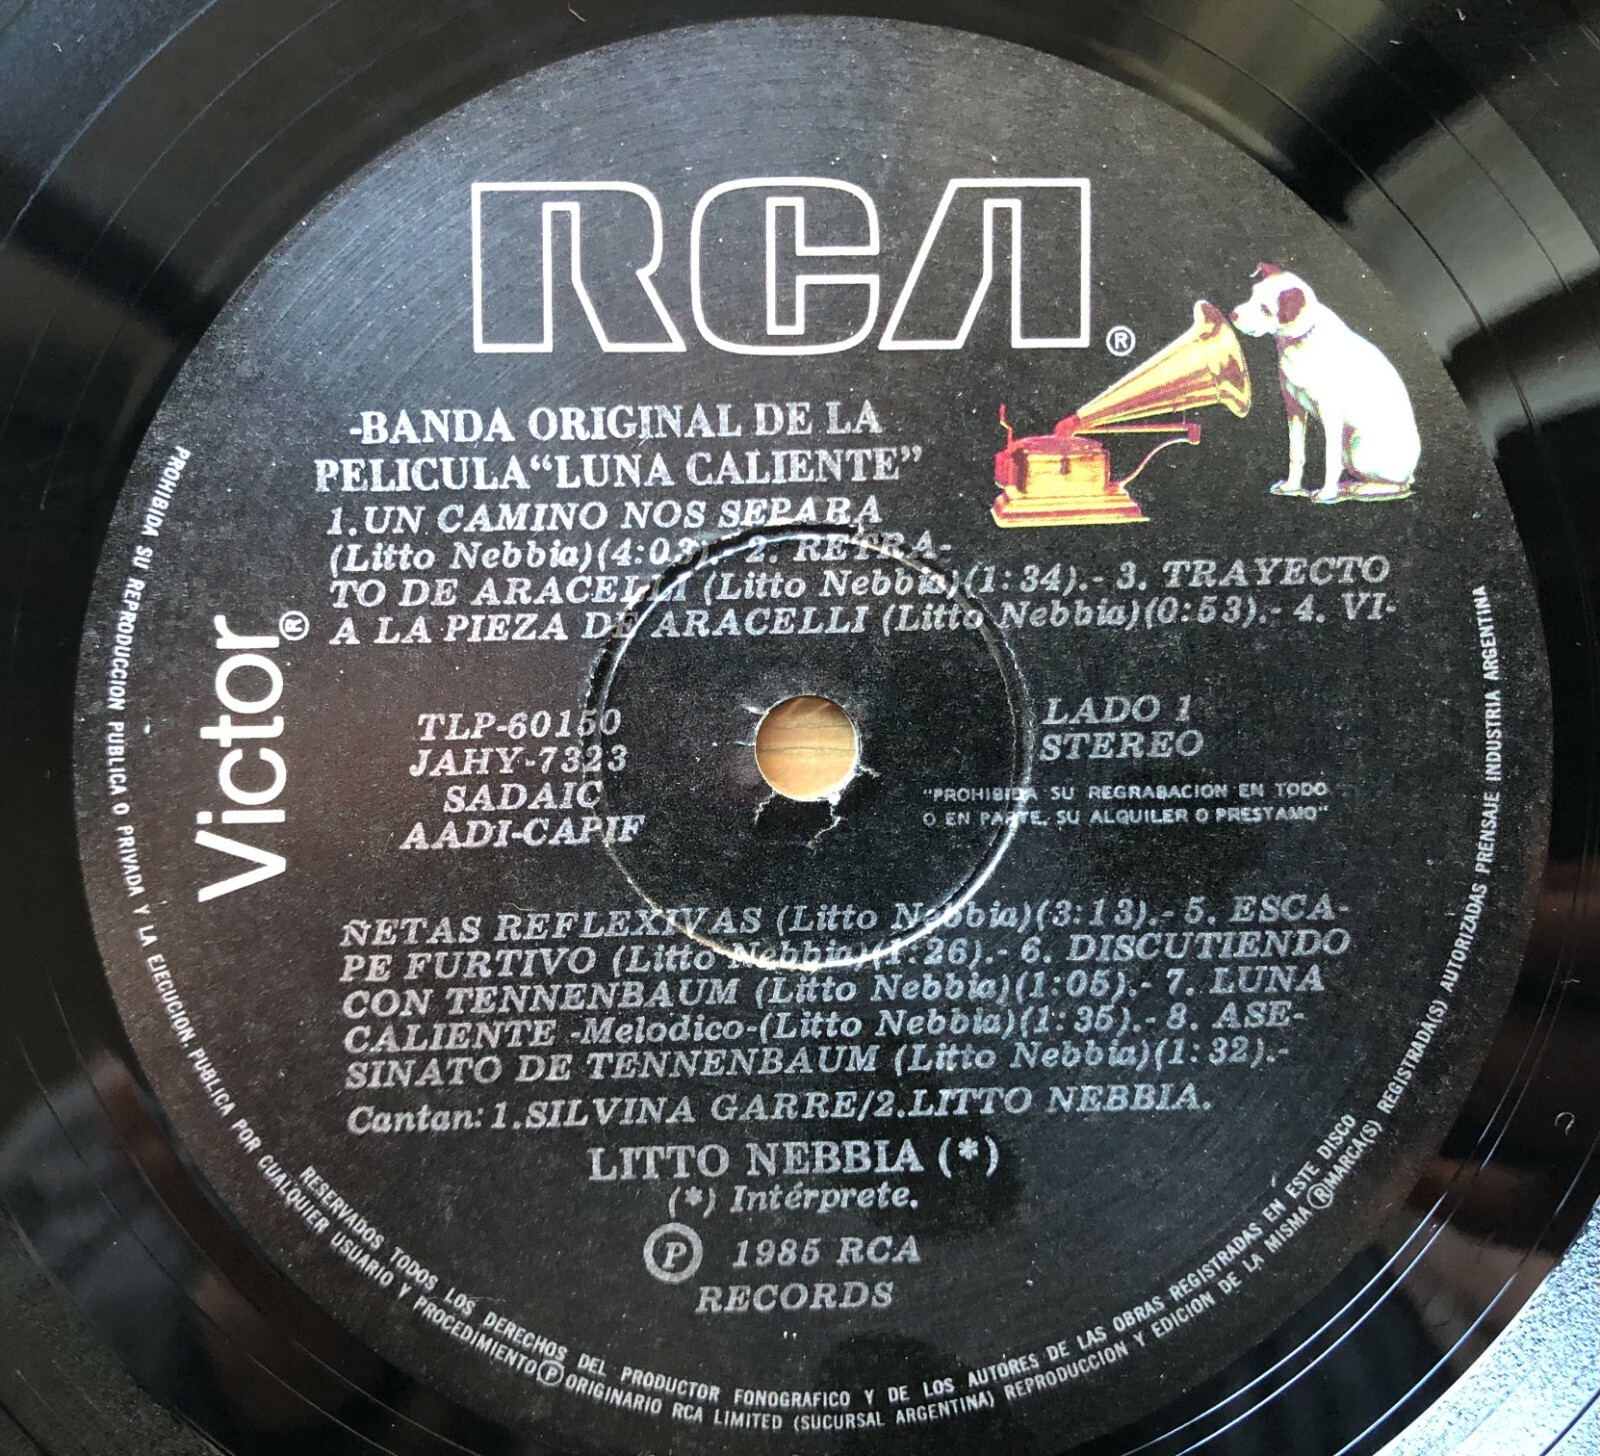 RCA®
Victor®
-BANDA ORIGINAL DE LA
PELICULA“LUNA CALIENTE”
1.UN CAMINO NOS SEPARA
(Litto Nebbia)(4:03).- 2. RETRA-
TO DE ARACELLI (Litto Nebbia)(1:34).- 3. TRAYECTO
A LA PIEZA DE ARACELLI (Litto Nebbia)(0:53).- 4. VI-
TLP-60150
JAHY-7323
SADAIC
AADI-CAPIF
LADO 1
STEREO
"PROHIBIDA SU REGRABACION EN TODO
O EN PARTE, SU ALQUILER O PRESTAMO"
ÑETAS REFLEXIVAS (Litto Nebbia)(3:13).- 5. ESCA-
PE FURTIVO (Litto Nebbia)(1:26).- 6. DISCUTIENDO
CON TENNENBAUM (Litto Nebbia)(1:05).- 7. LUNA
CALIENTE -Melodico-(Litto Nebbia)(1:35).- 8. ASE-
SINATO DE TENNENBAUM (Litto Nebbia)(1:32).-
Cantan: 1.SILVINA GARRE/2.LITTO NEBBIA.
LITTO NEBBIA (*)
(*) Intérprete.
Ⓟ 1985 RCA
RECORDS
PROHIBIDA SU REPRODUCCION PUBLICA O PRIVADA Y LA EJECUCION PUBLICA POR CUALQUIER USUARIO Y PROCEDIMIENTO Ⓟ ORIGINARIO RCA LIMITED (SUCURSAL ARGENTINA) REPRODUCCION Y EDICION DE LA MISMA ® MARCA(S) REGISTRADA(S) AUTORIZADAS PRENSAJE INDUSTRIA ARGENTINA
RESERVADOS TODOS LOS DERECHOS DEL PRODUCTOR FONOGRAFICO Y DE LOS AUTORES DE LAS OBRAS REGISTRADAS EN ESTE DISCO